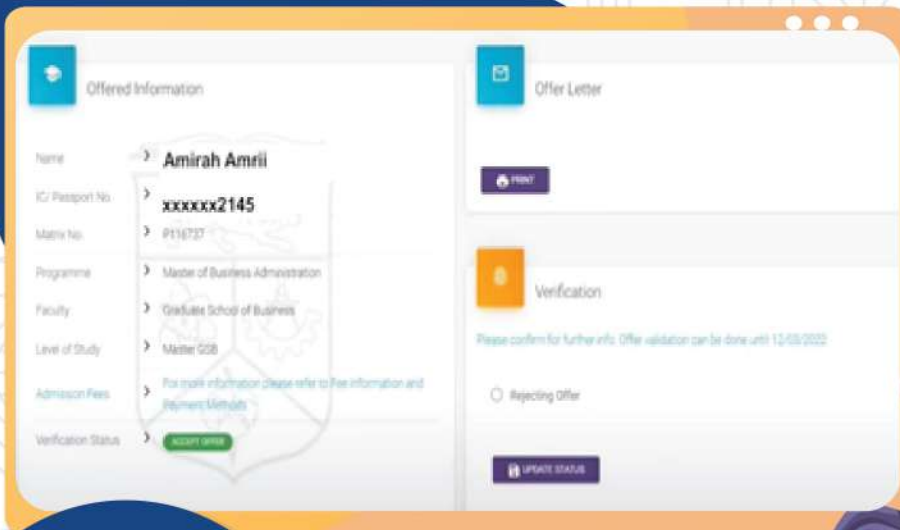 Offered Information
Name
Amirah Amrii
IC/ Passport No.
xxxxxx2145
Matrix No.
P116737
Programme
Master of Business Administration
Faculty
Graduate School of Business
Level of Study
Master GSB
Admission Fees
For more information please refer to Fee information and
Payment Methods
Verification Status
ACCEPT OFFER
Offer Letter
PRINT
Verification
Please confirm for further info. Offer validation can be done until 12/03/2022
Rejecting Offer
UPDATE STATUS